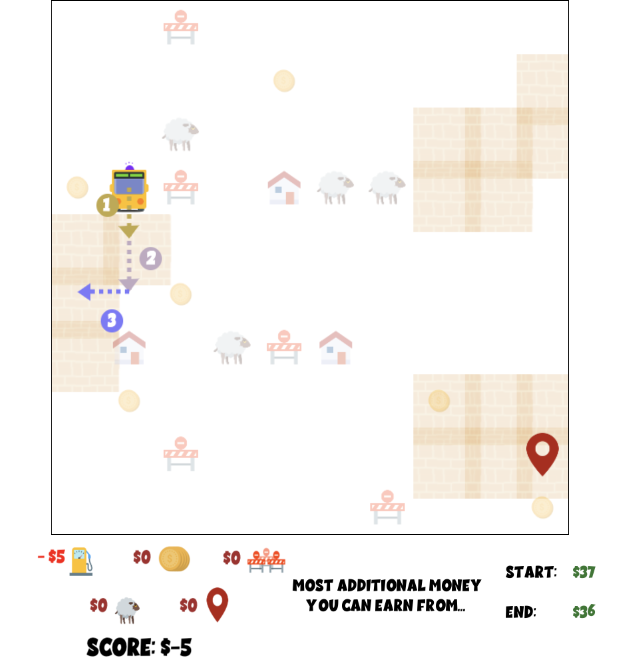 1
2
3
- $5
$0
$0
$0
$0
SCORE: $-5
MOST ADDITIONAL MONEY
YOU CAN EARN FROM...
START: $37
END: $36